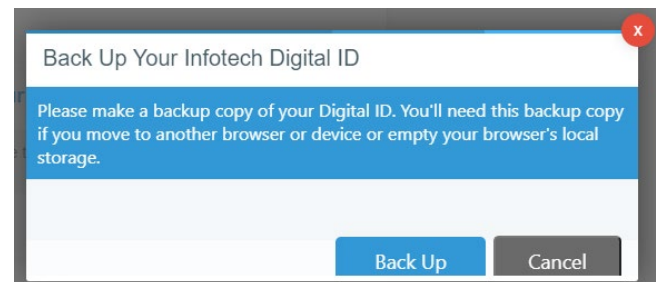 x
Back Up Your Infotech Digital ID
Please make a backup copy of your Digital ID. You'll need this backup copy
if you move to another browser or device or empty your browser's local
storage.
Back Up Cancel